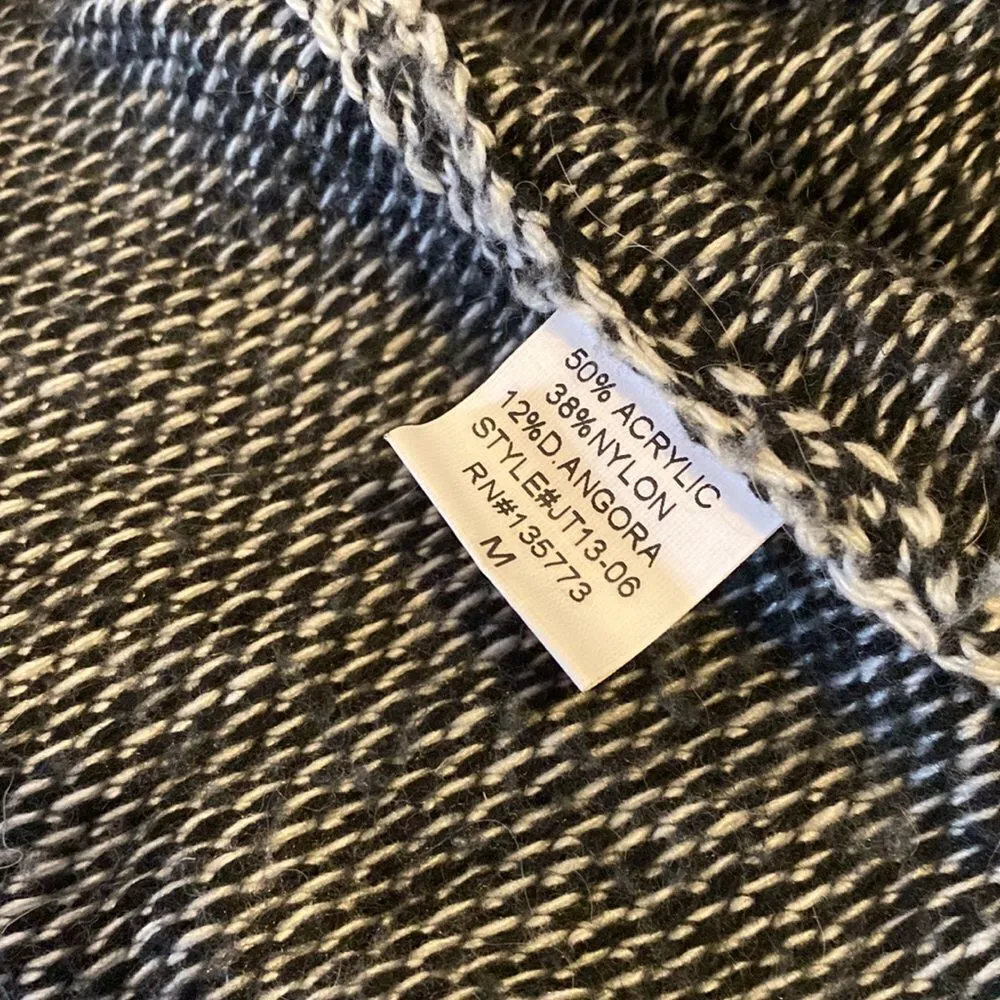 50% ACRYLIC
38%NYLON
12%D.ANGORA
STYLE#JT13-06
RN#135773
M